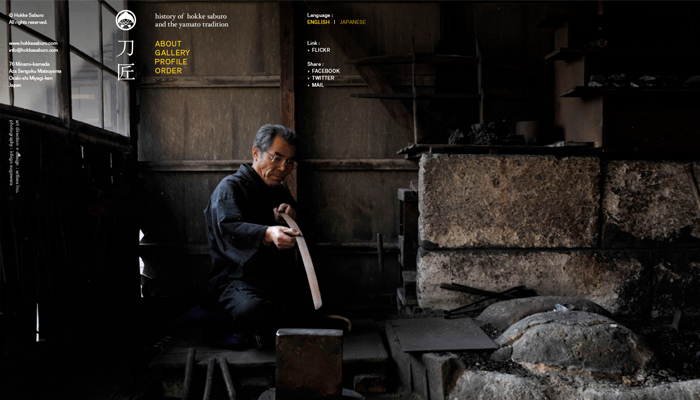 © Hokke Saburo
All rights reserved.
www.hokkesaburo.com
info@hokkesaburo.com
76 Minami-kameda
Aza Sengoku Matsuyama
Osaki-shi Miyagi-ken
Japan
刀匠
history of hokke saburo
and the yamato tradition
ABOUT
GALLERY
PROFILE
ORDER
Language :
ENGLISH | JAPANESE
Link :
FLICKR
Share :
FACEBOOK
TWITTER
MAIL